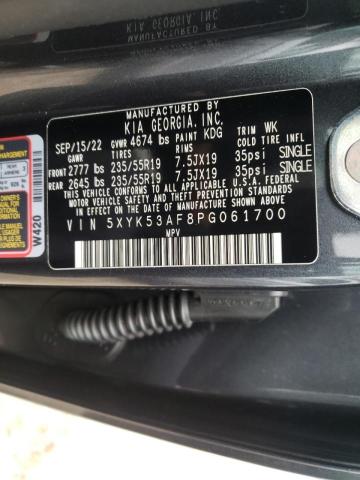 KIA GEORGIA INC
MANUFACTURED BY
MANUFACTURED BY
KIA GEORGIA, INC.
SEP/15/22 GVWR 4674 lbs PAINT KDG TRIM WK
GAWR TIRES RIMS COLD TIRE INFL
FRONT 2777 lbs 235/55R19 7.5JX19 35psi SINGLE
REAR 2645 lbs 235/55R19 7.5JX19 35psi SINGLE
THIS VEHICLE CONFORMS TO ALL APPLICABLE
U.S.A. FEDERAL
MOTOR VEHICLE SAFETY
AND THEFT PREVENTION
STANDARDS IN EFFECT ON THE DATE OF
MANUFACTURE SHOWN ABOVE.
VIN 5XYK53AF8PG061700
MPV
W420